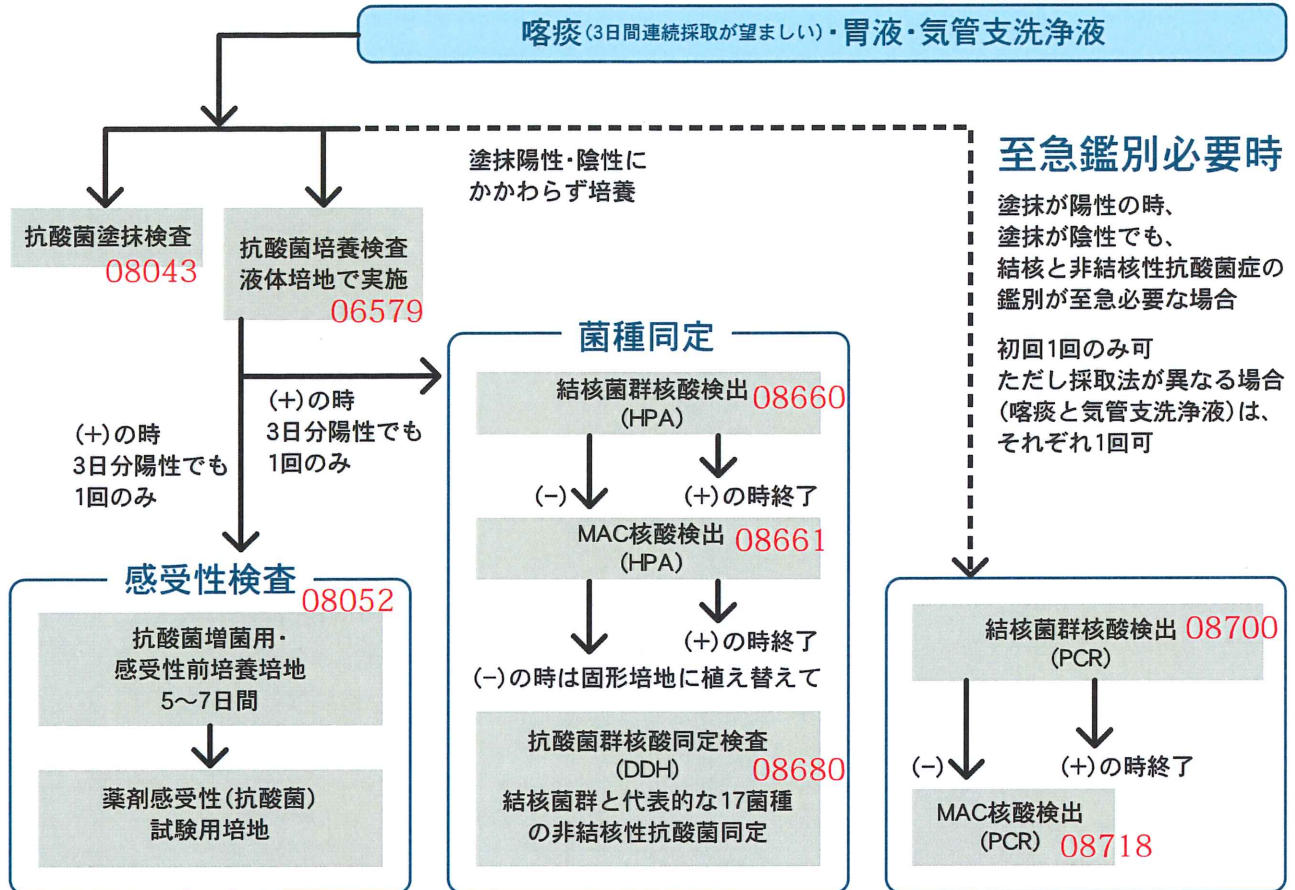 喀痰(3日間連続採取が望ましい)・胃液・気管支洗浄液
塗抹陽性・陰性に
かかわらず培養
至急鑑別必要時
塗抹が陽性の時、
塗抹が陰性でも、
結核と非結核性抗酸菌症の
鑑別が至急必要な場合
初回1回のみ可
ただし採取法が異なる場合
(喀痰と気管支洗浄液)は、
それぞれ1回可
抗酸菌塗抹検査
08043
抗酸菌培養検査
液体培地で実施
06579
(+)の時
3日分陽性でも
1回のみ
(+)の時
3日分陽性でも
1回のみ
菌種同定
結核菌群核酸検出 08660
(HPA)
(-)
(+)の時終了
MAC核酸検出 08661
(HPA)
(+)の時終了
(-)の時は固形培地に植え替えて
抗酸菌群核酸同定検査
(DDH) 08680
結核菌群と代表的な17菌種
の非結核性抗酸菌同定
感受性検査 08052
抗酸菌増菌用・
感受性前培養培地
5~7日間
薬剤感受性(抗酸菌)
試験用培地
結核菌群核酸検出 08700
(PCR)
(-)
(+)の時終了
MAC核酸検出
(PCR) 08718